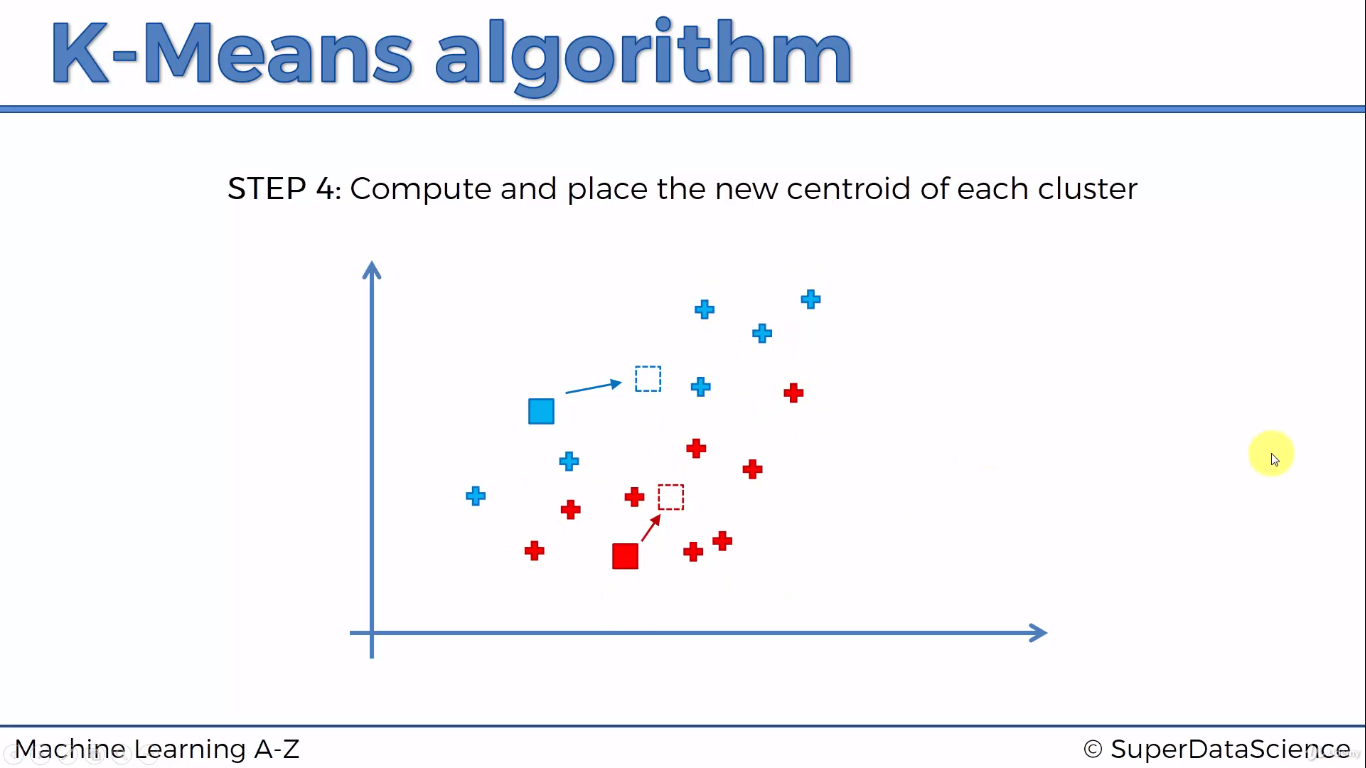 K-Means algorithm
STEP 4: Compute and place the new centroid of each cluster
Machine Learning A-Z
© SuperDataScience